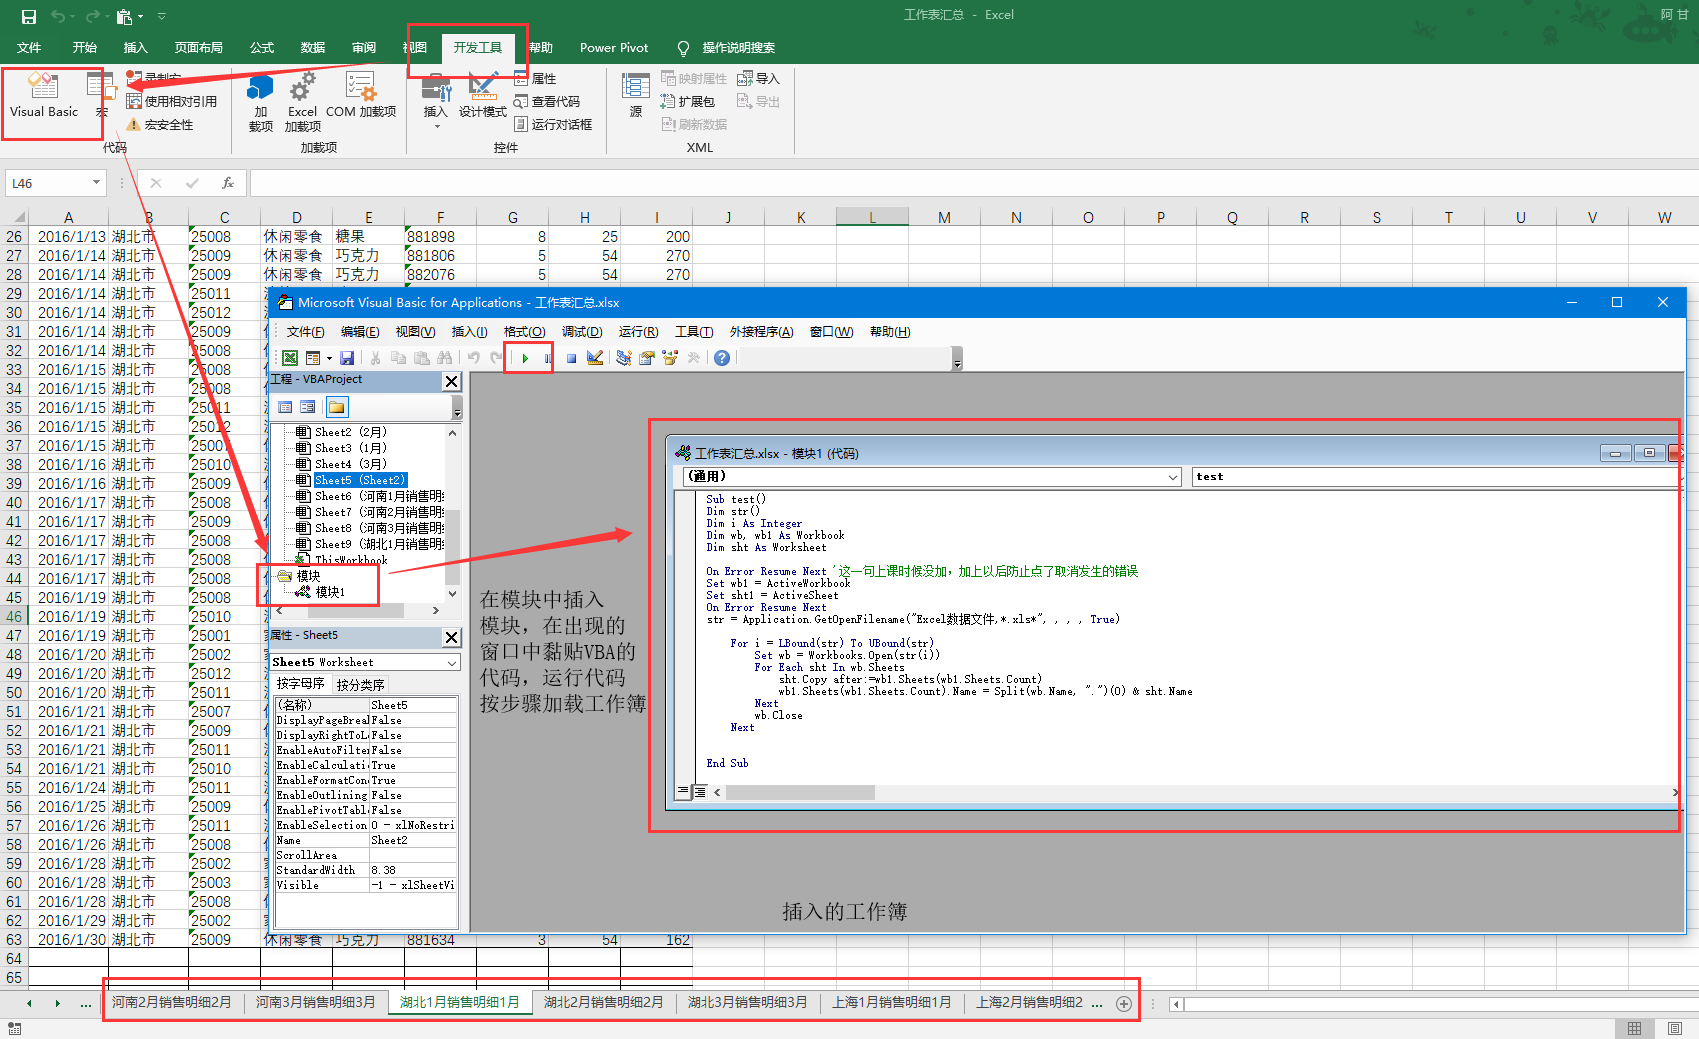 工作表汇总 - Excel
阿 甘
文件 开始 插入 页面布局 公式 数据 审阅 视图 开发工具 帮助 Power Pivot 操作说明搜索
Visual Basic
宏
录制宏
使用相对引用
宏安全性
代码
加
载项
Excel
加载项
COM 加载项
加载项
插入
设计模式
属性
查看代码
运行对话框
控件
源
映射属性
扩展包
刷新数据
导入
导出
XML
L46
fx
A B C D E F G H I J K L M N O P Q R S T U V W
26 2016/1/13 湖北市 25008 休闲零食 糖果 881898 8 25 200
27 2016/1/14 湖北市 25009 休闲零食 巧克力 881806 5 54 270
28 2016/1/14 湖北市 25009 休闲零食 巧克力 882076 5 54 270
29 2016/1/14 湖北市 25011
30 2016/1/14 湖北市 25012
31 2016/1/14 湖北市 25009
32 2016/1/14 湖北市 25008
33 2016/1/15 湖北市 25008
34 2016/1/15 湖北市 25008
35 2016/1/15 湖北市 25011
36 2016/1/15 湖北市 25012
37 2016/1/15 湖北市 25007
38 2016/1/16 湖北市 25010
39 2016/1/16 湖北市 25009
40 2016/1/17 湖北市 25008
41 2016/1/17 湖北市 25009
42 2016/1/17 湖北市 25008
43 2016/1/17 湖北市 25008
44 2016/1/17 湖北市 25008
45 2016/1/19 湖北市 25008
46 2016/1/19 湖北市 25010
47 2016/1/19 湖北市 25001
48 2016/1/20 湖北市 25002
49 2016/1/20 湖北市 25012
50 2016/1/20 湖北市 25011
51 2016/1/21 湖北市 25007
52 2016/1/21 湖北市 25009
53 2016/1/21 湖北市 25011
54 2016/1/21 湖北市 25010
55 2016/1/24 湖北市 25011
56 2016/1/25 湖北市 25009
57 2016/1/26 湖北市 25011
58 2016/1/26 湖北市 25008
59 2016/1/28 湖北市 25002
60 2016/1/28 湖北市 25003
61 2016/1/28 湖北市 25008
62 2016/1/29 湖北市 25002
63 2016/1/30 湖北市 25009 休闲零食 巧克力 881634 3 54 162
64
65
Microsoft Visual Basic for Applications - 工作表汇总.xlsx
文件(F) 编辑(E) 视图(V) 插入(I) 格式(O) 调试(D) 运行(R) 工具(T) 外接程序(A) 窗口(W) 帮助(H)
工程 - VBAProject
Sheet2 (2月)
Sheet3 (1月)
Sheet4 (3月)
Sheet5 (Sheet2)
Sheet6 (河南1月销售明细
Sheet7 (河南2月销售明细
Sheet8 (河南3月销售明细
Sheet9 (湖北1月销售明细
ThisWorkbook
模块
模块1
属性 - Sheet5
Sheet5 Worksheet
按字母序 按分类序
(名称) Sheet5
DisplayPageBreal False
DisplayRightToLe False
EnableAutoFilter False
EnableCalculatio True
EnableFormatCond True
EnableOutlining False
EnablePivotTable False
EnableSelection 0 - xlNoRestri
Name Sheet2
ScrollArea
StandardWidth 8.38
Visible -1 - xlSheetVi
在模块中插入
模块，在出现的
窗口中黏贴VBA的
代码，运行代码
按步骤加载工作簿
工作表汇总.xlsx - 模块1 (代码)
(通用) test
Sub test()
Dim str()
Dim i As Integer
Dim wb, wb1 As Workbook
Dim sht As Worksheet
On Error Resume Next '这一句上课时候没加，加上以后防止点了取消发生的错误
Set wb1 = ActiveWorkbook
Set sht1 = ActiveSheet
On Error Resume Next
str = Application.GetOpenFilename("Excel数据文件,*.xls*", , , , True)
For i = LBound(str) To UBound(str)
Set wb = Workbooks.Open(str(i))
For Each sht In wb.Sheets
sht.Copy after:=wb1.Sheets(wb1.Sheets.Count)
wb1.Sheets(wb1.Sheets.Count).Name = Split(wb.Name, ".")(0) & sht.Name
Next
wb.Close
Next
End Sub
插入的工作簿
... 河南2月销售明细2月 河南3月销售明细3月 湖北1月销售明细1月 湖北2月销售明细2月 湖北3月销售明细3月 上海1月销售明细1月 上海2月销售明细2 ...